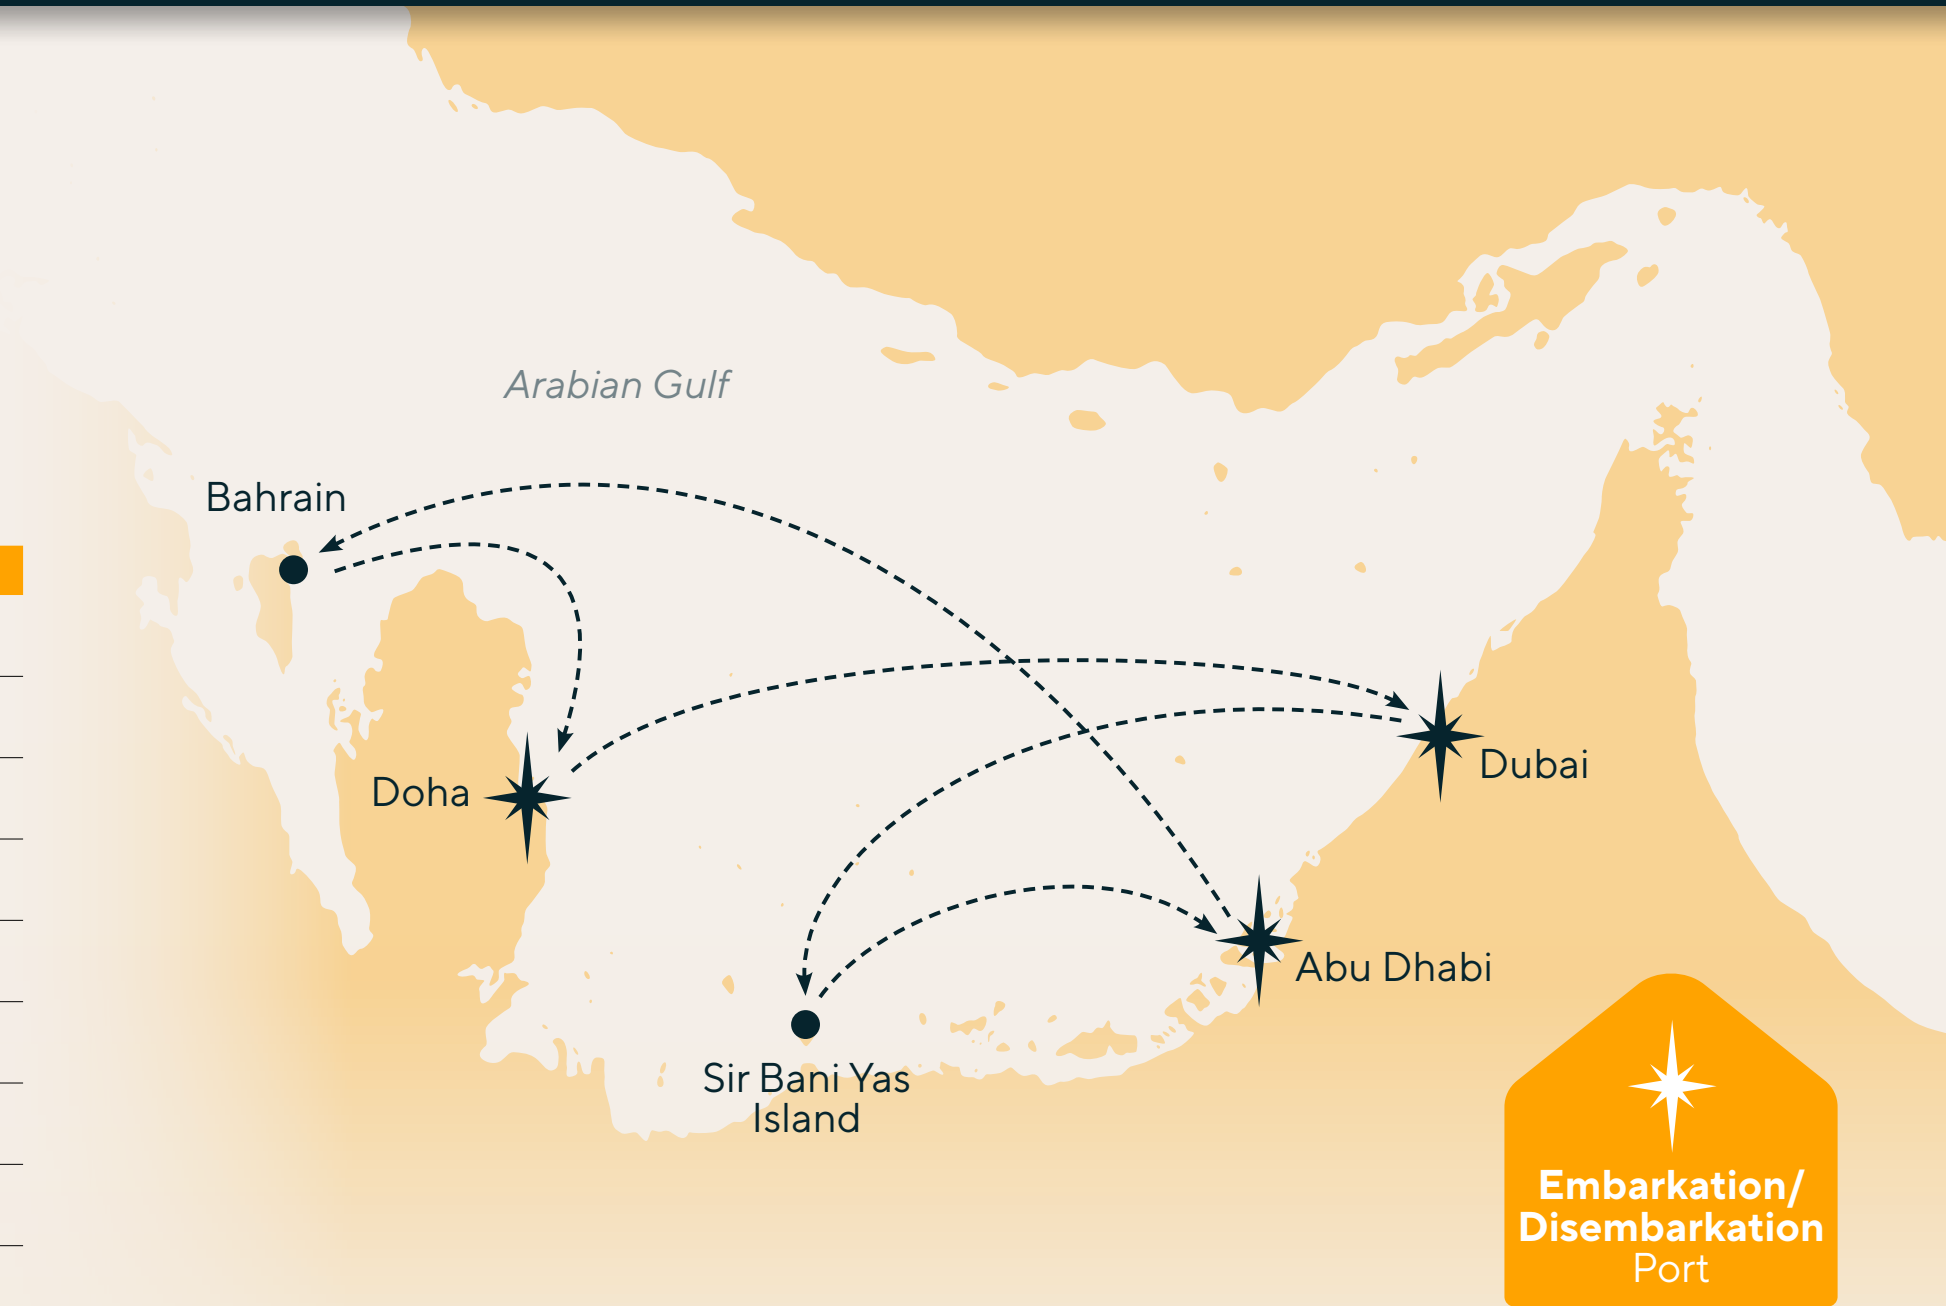 Arabian Gulf
Bahrain
Doha
Dubai
Abu Dhabi
Sir Bani Yas
Island
Embarkation/
Disembarkation
Port